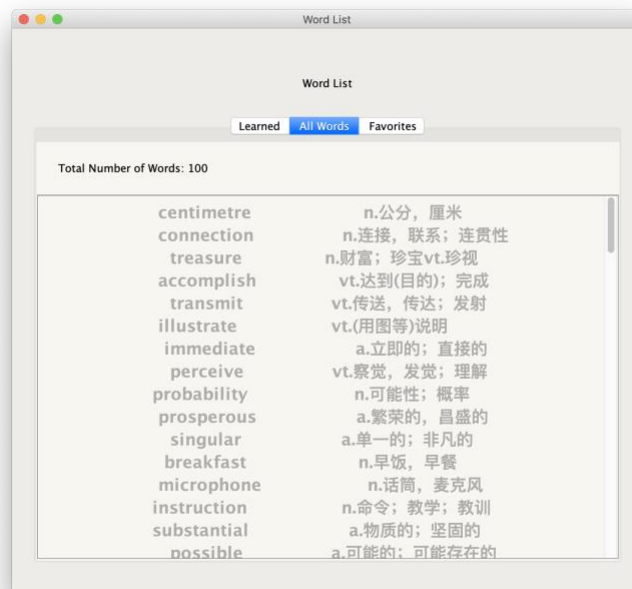 Word List
Word List
Learned All Words Favorites
Total Number of Words: 100
centimetre n.公分，厘米
connection n.连接，联系；连贯性
treasure n.财富；珍宝vt.珍视
accomplish vt.达到(目的)；完成
transmit vt.传送，传达；发射
illustrate vt.(用图等)说明
immediate a.立即的；直接的
perceive vt.察觉，发觉；理解
probability n.可能性；概率
prosperous a.繁荣的，昌盛的
singular a.单一的；非凡的
breakfast n.早饭，早餐
microphone n.话筒，麦克风
instruction n.命令；教学；教训
substantial a.物质的；坚固的
possible a.可能的；可能存在的